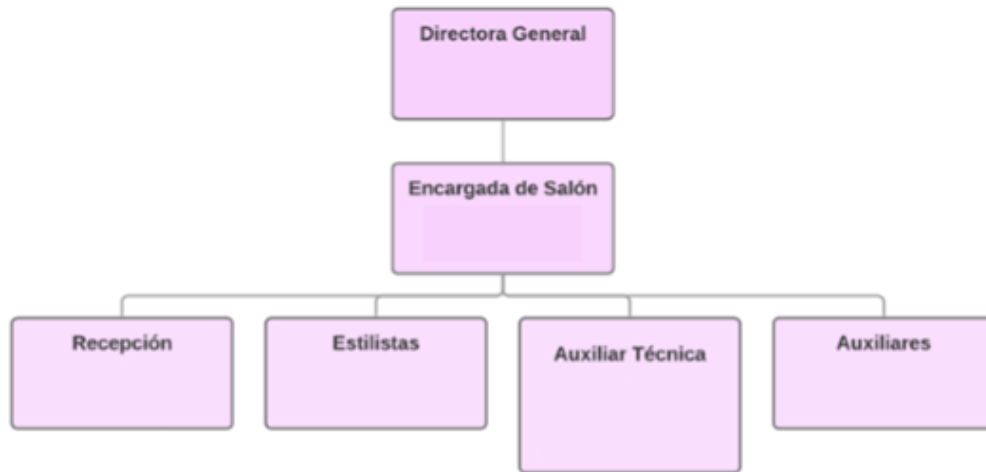 Directora General
Encargada de Salón
Recepción
Estilistas
Auxiliar Técnica
Auxiliares